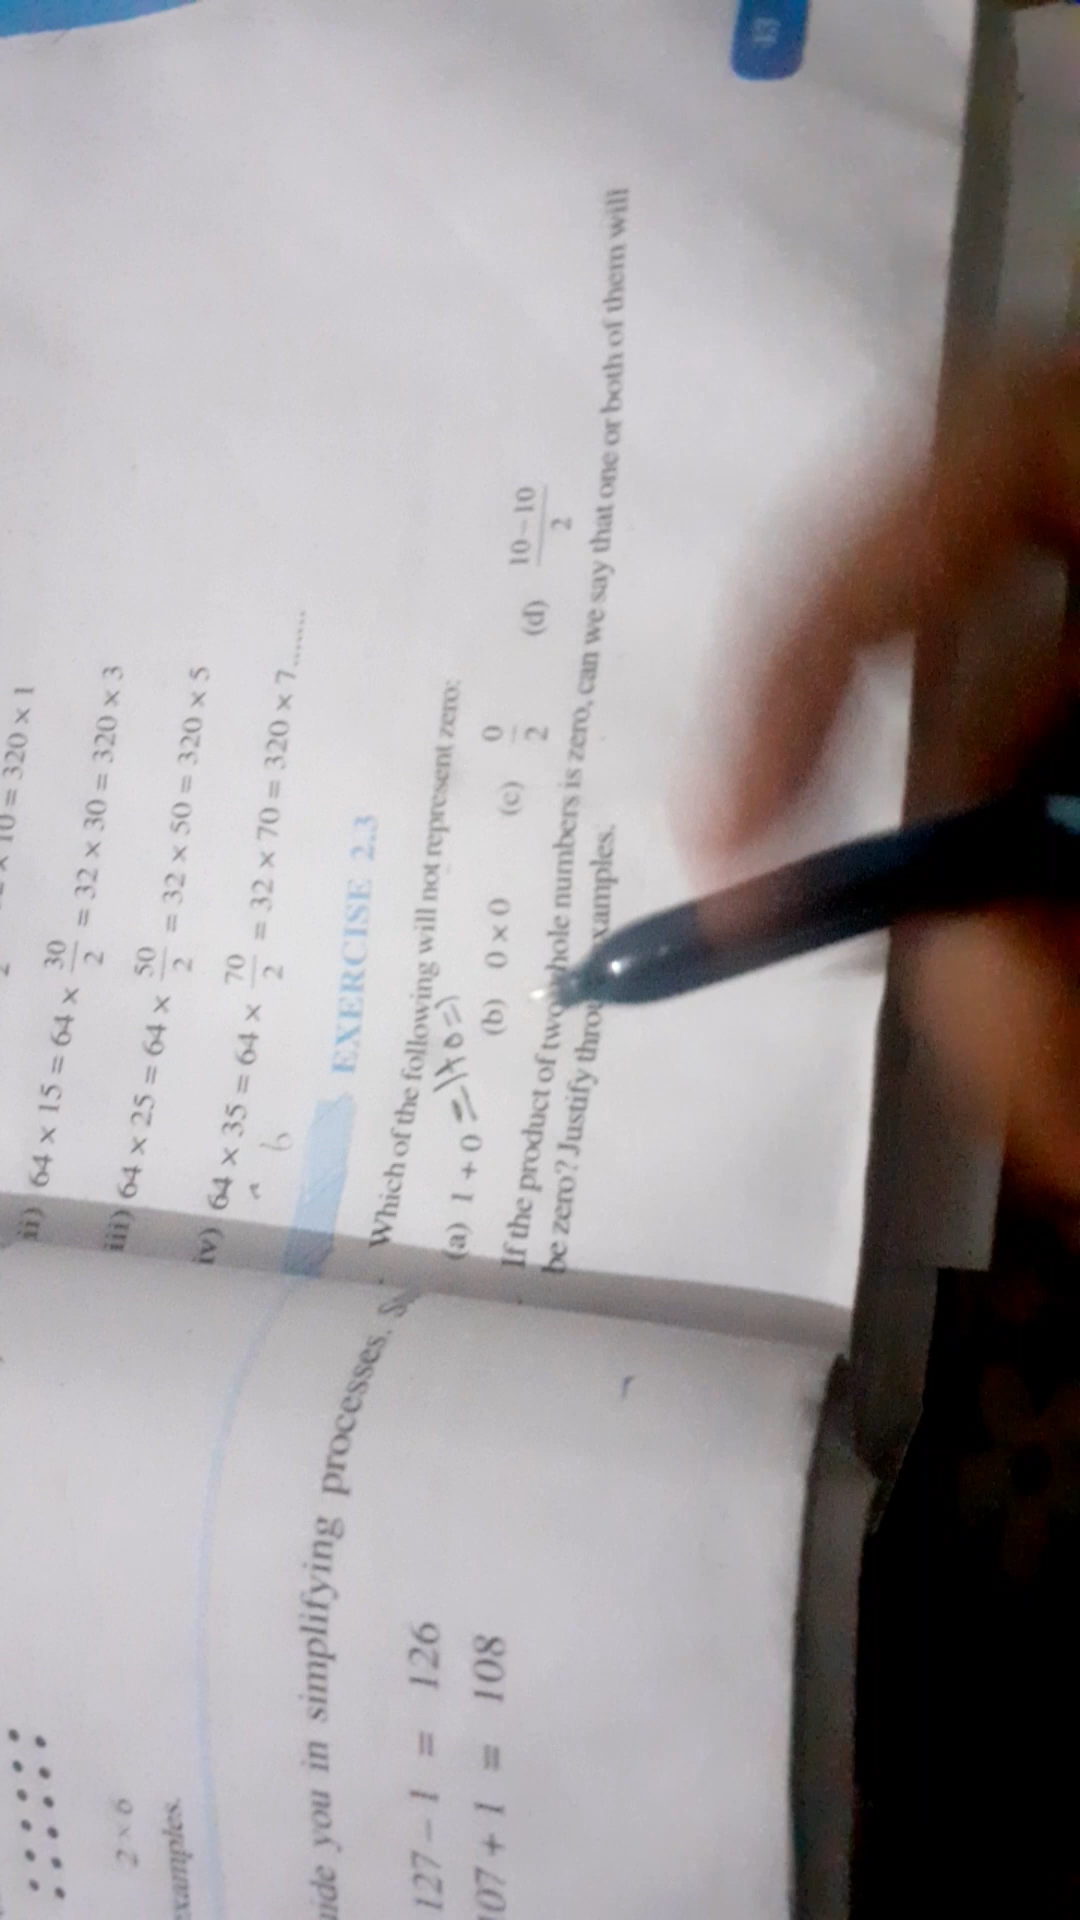 2 × 6
examples.
you in simplifying processes.
127 – 1 = 126
107 + 1 = 108
10 = 320 × 1
ii) 64 × 15 = 64 × 30/2 = 32 × 30 = 320 × 3
iii) 64 × 25 = 64 × 50/2 = 32 × 50 = 320 × 5
iv) 64 × 35 = 64 × 70/2 = 32 × 70 = 320 × 7.......
EXERCISE 2.3
Which of the following will not represent zero:
(a) 1 + 0 = 1+0=1
(b) 0 × 0 (c) 0/2 (d) 10 – 10/2
If the product of two whole numbers is zero, can we say that one or both of them will
be zero? Justify through examples.
43